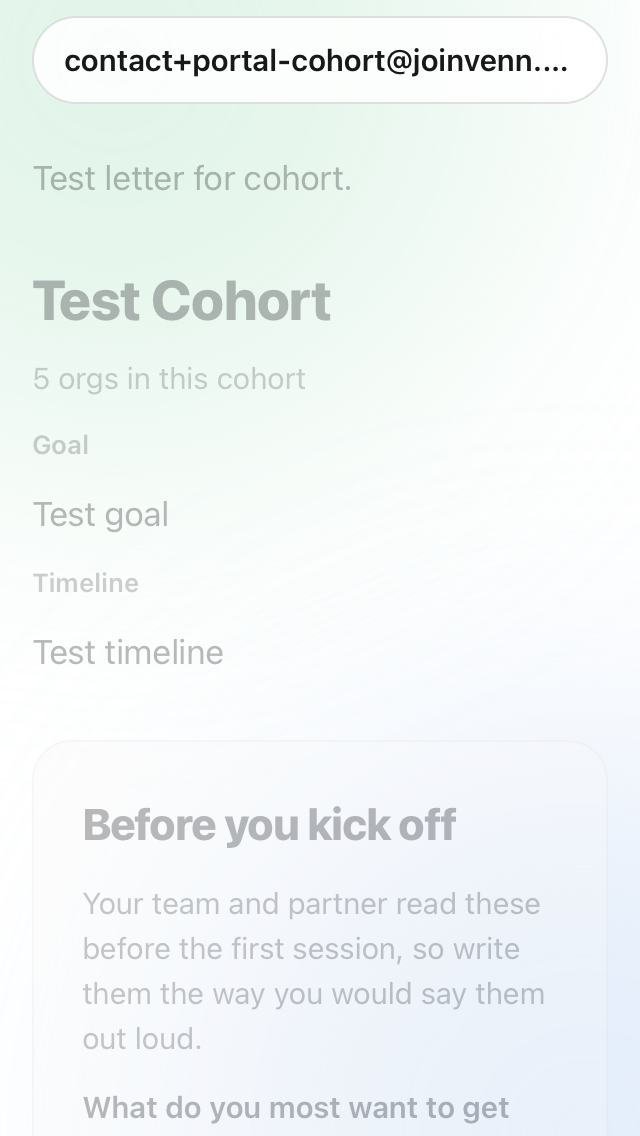 contact+portal-cohort@joinvenn....
Test letter for cohort.
Test Cohort
5 orgs in this cohort
Goal
Test goal
Timeline
Test timeline
Before you kick off
Your team and partner read these
before the first session, so write
them the way you would say them
out loud.
What do you most want to get